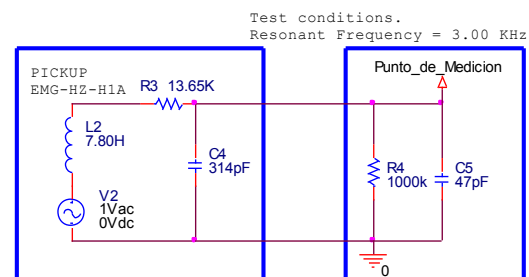 Test conditions.
Resonant Frequency = 3.00 KHz
PICKUP
EMG-HZ-H1A
R3 13.65K
Punto_de_Medicion
L2
7.80H
C4
314pF
R4
1000k
C5
47pF
V2
1Vac
0Vdc
0